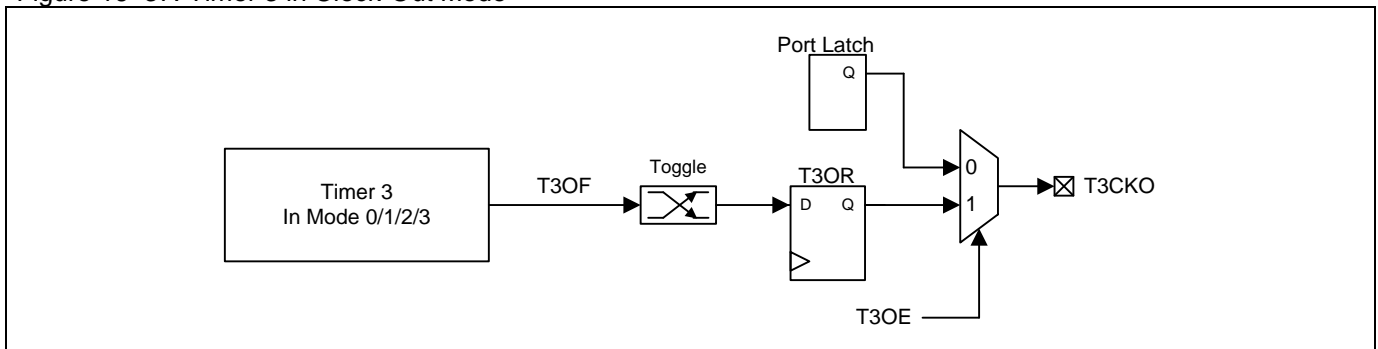 Port Latch
Q
Timer 3
In Mode 0/1/2/3
T3OF
Toggle
T3OR
D
Q
0
1
T3CKO
T3OE